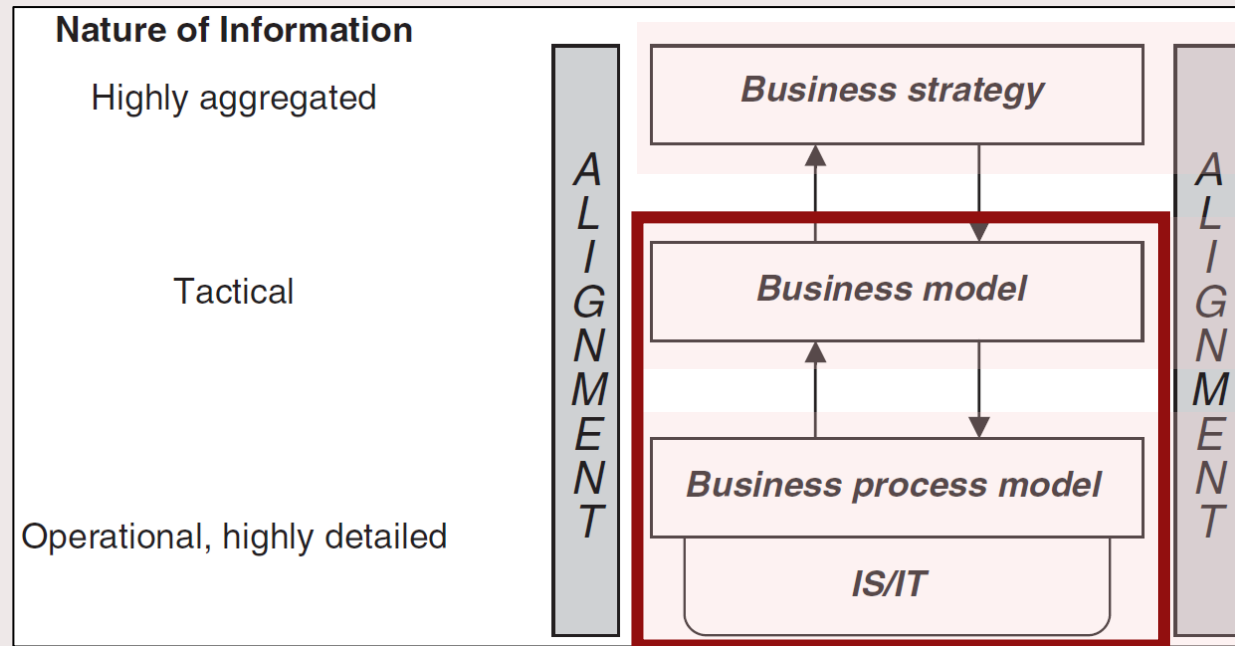 Nature of Information
Highly aggregated
Tactical
Operational, highly detailed
ALIGNMENT
Business strategy
Business model
Business process model
IS/IT
ALIGNMENT